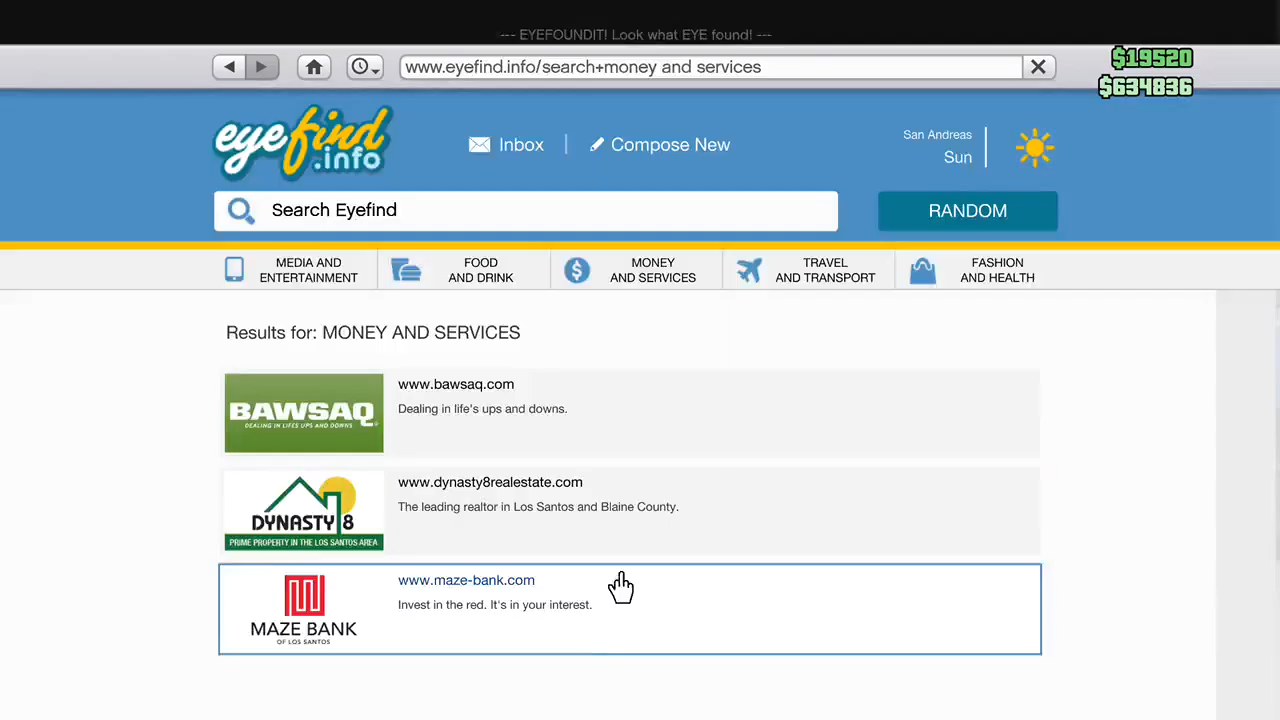 --- EYEFOUNDIT! Look what EYE found! ---
www.eyefind.info/search+money and services
$19520
$634836
eyefind.info
Inbox
Compose New
San Andreas
Sun
Search Eyefind
RANDOM
MEDIA AND
ENTERTAINMENT
FOOD
AND DRINK
MONEY
AND SERVICES
TRAVEL
AND TRANSPORT
FASHION
AND HEALTH
Results for: MONEY AND SERVICES
BAWSAQ
DEALING IN LIFE'S UPS AND DOWNS
www.bawsaq.com
Dealing in life's ups and downs.
DYNASTY 8
PRIME PROPERTY IN THE LOS SANTOS AREA
www.dynasty8realestate.com
The leading realtor in Los Santos and Blaine County.
MAZE BANK
OF LOS SANTOS
www.maze-bank.com
Invest in the red. It's in your interest.